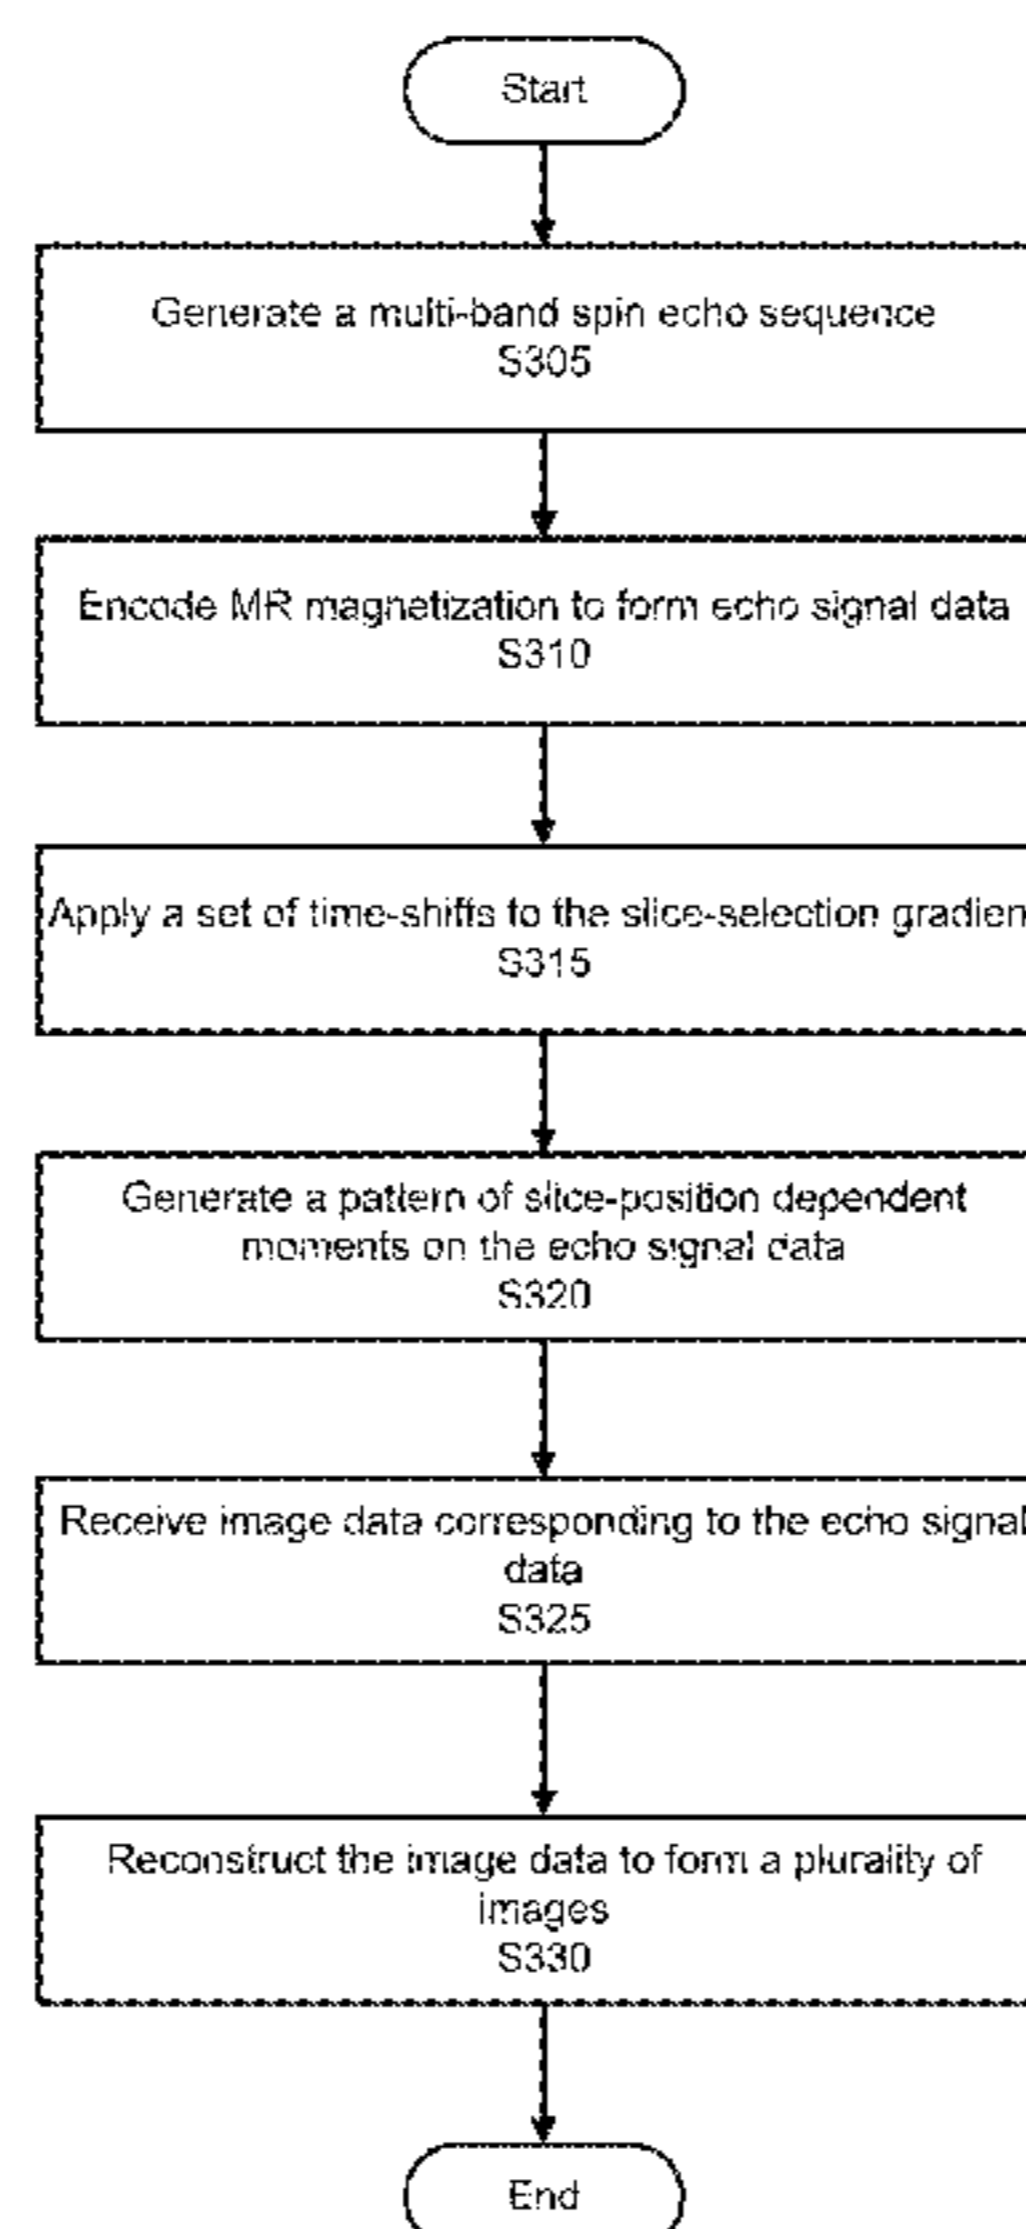 Start
Generate a multi-band spin echo sequence
S305
Encode MR magnetization to form echo signal data
S310
Apply a set of time-shifts to the slice-selection gradien
S315
Generate a pattern of slice-position dependent
moments on the echo signal data
S320
Receive image data corresponding to the echo signal
data
S325
Reconstruct the image data to form a plurality of
images
S330
End